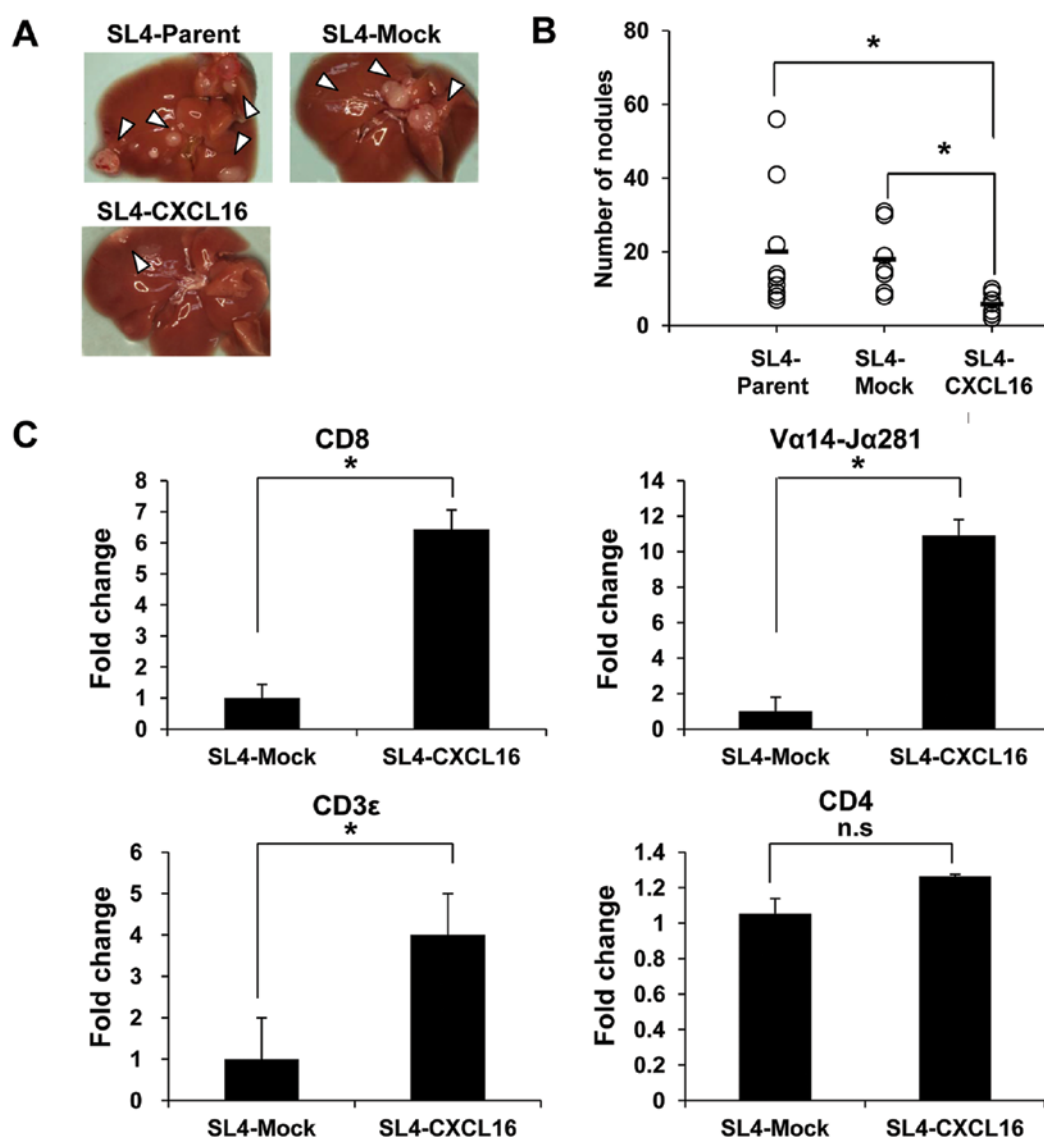 A
SL4-Parent
SL4-Mock
SL4-CXCL16
B
Number of nodules
80
60
40
20
0
*
*
SL4-
Parent
SL4-
Mock
SL4-
CXCL16
C
CD8
*
Fold change
8
7
6
5
4
3
2
1
0
SL4-Mock
SL4-CXCL16
Vα14-Jα281
*
Fold change
14
12
10
8
6
4
2
0
SL4-Mock
SL4-CXCL16
CD3ε
*
Fold change
6
5
4
3
2
1
0
SL4-Mock
SL4-CXCL16
CD4
n.s
Fold change
1.4
1.2
1
0.8
0.6
0.4
0.2
0
SL4-Mock
SL4-CXCL16